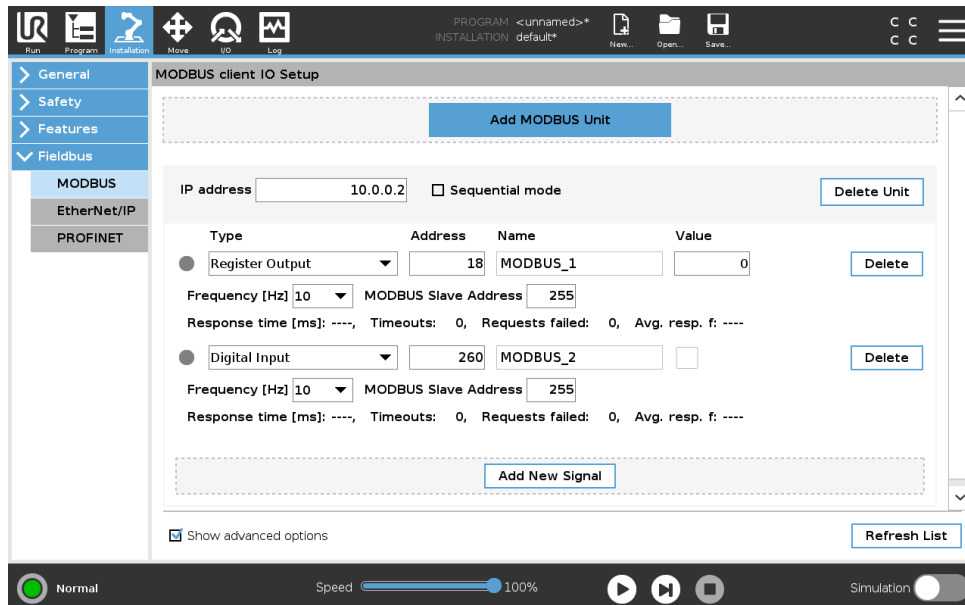 PROGRAM <unnamed>*
INSTALLATION default*
UR
Run Program Installation Move I/O Log New... Open... Save...
C C
C C
General
Safety
Features
Fieldbus
MODBUS
EtherNet/IP
PROFINET
MODBUS client IO Setup
Add MODBUS Unit
IP address 10.0.0.2 Sequential mode Delete Unit
Type Address Name Value
Register Output 18 MODBUS_1 0 Delete
Frequency [Hz] 10 MODBUS Slave Address 255
Response time [ms]: ----, Timeouts: 0, Requests failed: 0, Avg. resp. f: ----
Digital Input 260 MODBUS_2 Delete
Frequency [Hz] 10 MODBUS Slave Address 255
Response time [ms]: ----, Timeouts: 0, Requests failed: 0, Avg. resp. f: ----
Add New Signal
Show advanced options Refresh List
Normal Speed 100% Simulation